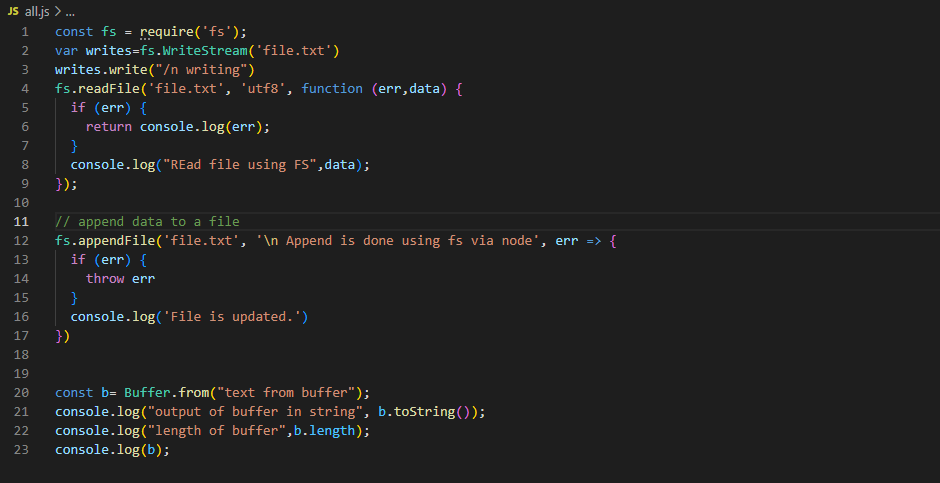 JS all.js > ...
1 const fs = require('fs');
2 var writes=fs.WriteStream('file.txt')
3 writes.write("/n writing")
4 fs.readFile('file.txt', 'utf8', function (err,data) {
5   if (err) {
6     return console.log(err);
7   }
8   console.log("REad file using FS",data);
9 });
10
11 // append data to a file
12 fs.appendFile('file.txt', '\n Append is done using fs via node', err => {
13   if (err) {
14     throw err
15   }
16   console.log('File is updated.')
17 })
18
19
20 const b= Buffer.from("text from buffer");
21 console.log("output of buffer in string", b.toString());
22 console.log("length of buffer",b.length);
23 console.log(b);